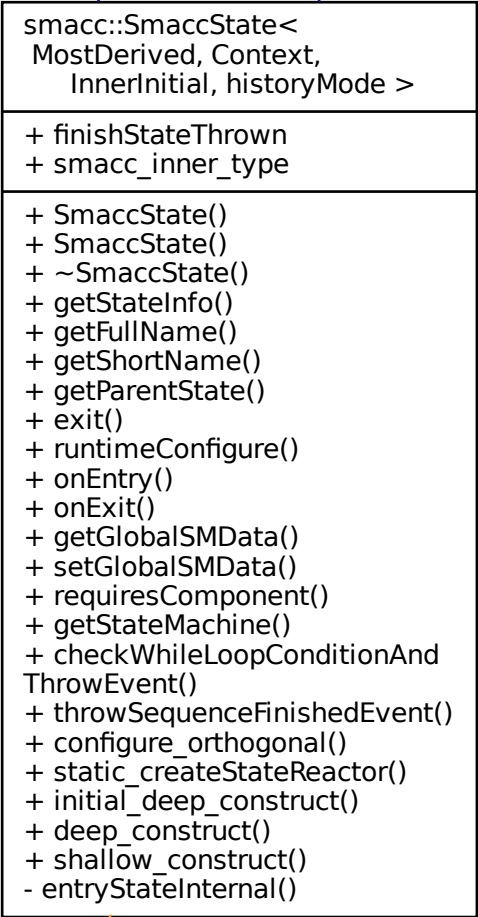 smacc::SmaccState<
MostDerived, Context,
InnerInitial, historyMode >
+ finishStateThrown
+ smacc_inner_type
+ SmaccState()
+ SmaccState()
+ ~SmaccState()
+ getStateInfo()
+ getFullName()
+ getShortName()
+ getParentState()
+ exit()
+ runtimeConfigure()
+ onEntry()
+ onExit()
+ getGlobalSMData()
+ setGlobalSMData()
+ requiresComponent()
+ getStateMachine()
+ checkWhileLoopConditionAnd
ThrowEvent()
+ throwSequenceFinishedEvent()
+ configure_orthogonal()
+ static_createStateReactor()
+ initial_deep_construct()
+ deep_construct()
+ shallow_construct()
- entryStateInternal()